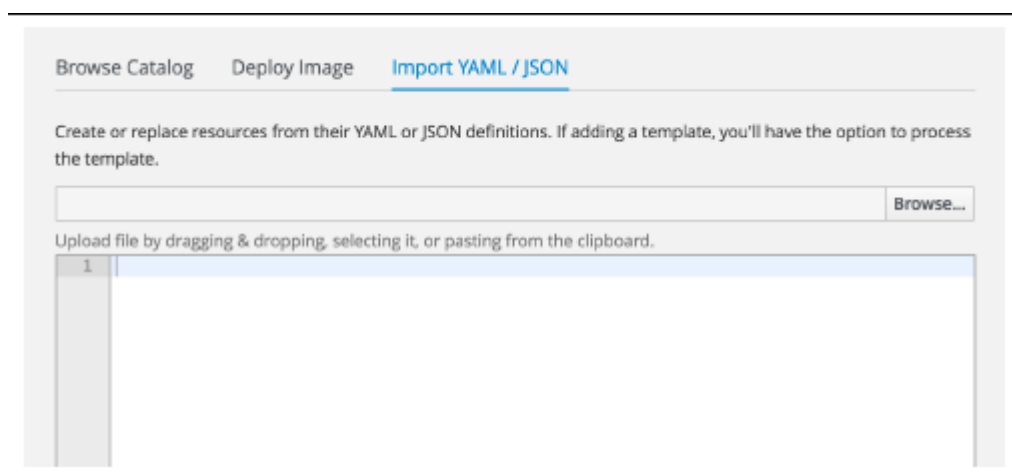 Browse Catalog Deploy Image Import YAML / JSON
Create or replace resources from their YAML or JSON definitions. If adding a template, you'll have the option to process
the template.
Browse...
Upload file by dragging & dropping, selecting it, or pasting from the clipboard.
1